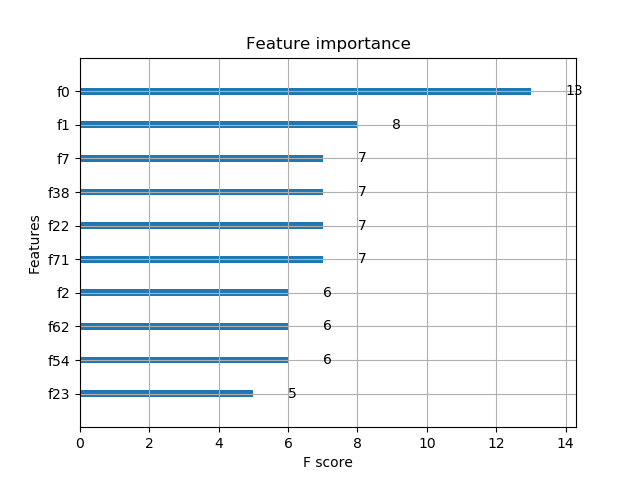 Feature importance
f0 13
f1 8
f7 7
f38 7
f22 7
f71 7
f2 6
f62 6
f54 6
f23 5
Features
0 2 4 6 8 10 12 14
F score